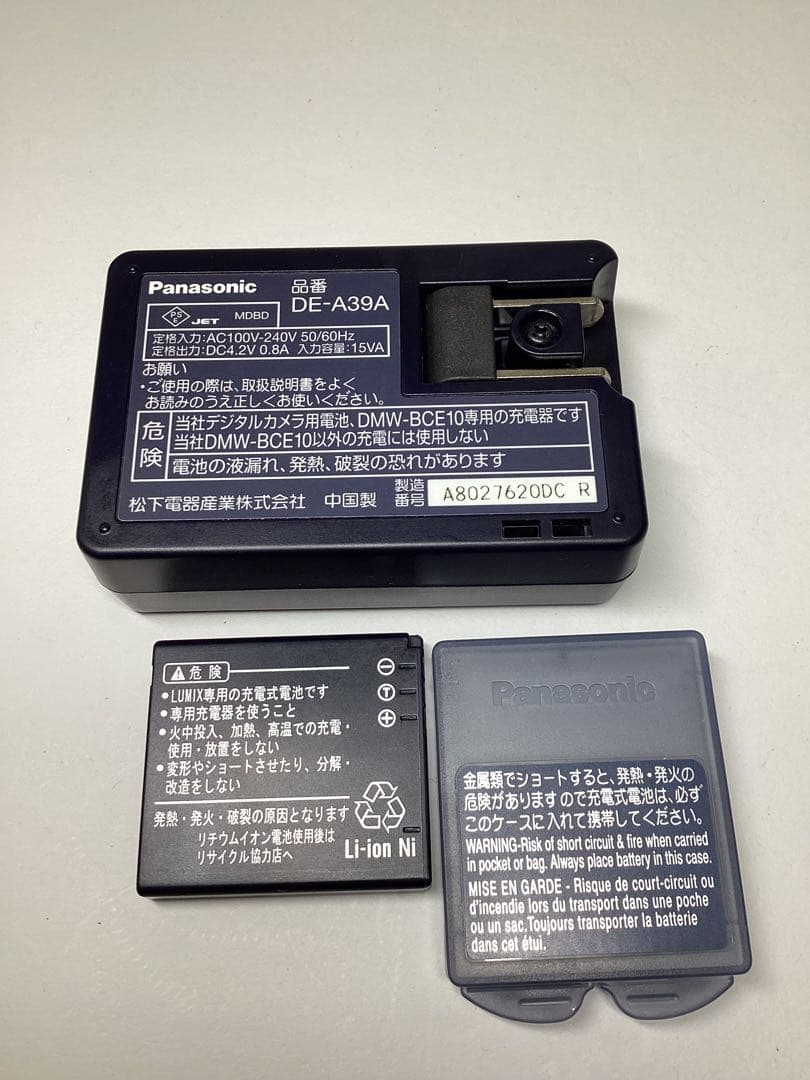 Panasonic 品番 DE-A39A
PS E JET MDBD
定格入力:AC100V-240V 50/60Hz
定格出力:DC4.2V 0.8A 入力容量:15VA
お願い
・ご使用の際は、取扱説明書をよく
お読みのうえ正しくお使いください。
危険
当社デジタルカメラ用電池、DMW-BCE10専用の充電器です
当社DMW-BCE10以外の充電には使用しない
電池の液漏れ、発熱、破裂の恐れがあります
松下電器産業株式会社 中国製 製造番号 A8027620DC R
危険
●LUMIX専用の充電式電池です
●専用充電器を使うこと
●火中投入、加熱、高温での充電・
使用・放置をしない
●変形やショートさせたり、分解・
改造をしない
発熱・発火・破裂の原因となります
リチウムイオン電池使用後は
リサイクル協力店へ
Li-ion Ni
T
Panasonic
金属類でショートすると、発熱・発火の
危険がありますので充電式電池は、必ず
このケースに入れて携帯してください。
WARNING-Risk of short circuit & fire when carried
in pocket or bag. Always place battery in this case.
MISE EN GARDE - Risque de court-circuit ou
d'incendie lors du transport dans une poche
ou un sac.Toujours transporter la batterie
dans cet étui.